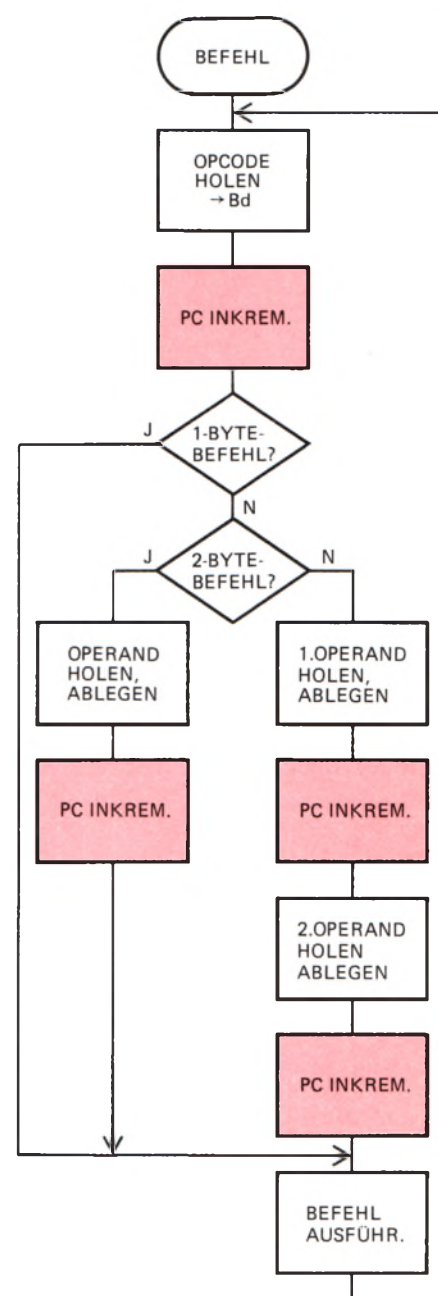 BEFEHL
OPCODE
HOLEN
→Bd
PC INKREM.
J
1-BYTE-
BEFEHL?
N
J
2-BYTE-
BEFEHL?
N
OPERAND
HOLEN,
ABLEGEN
1.OPERAND
HOLEN,
ABLEGEN
PC INKREM.
PC INKREM.
2.OPERAND
HOLEN
ABLEGEN
PC INKREM.
BEFEHL
AUSFÜHR.